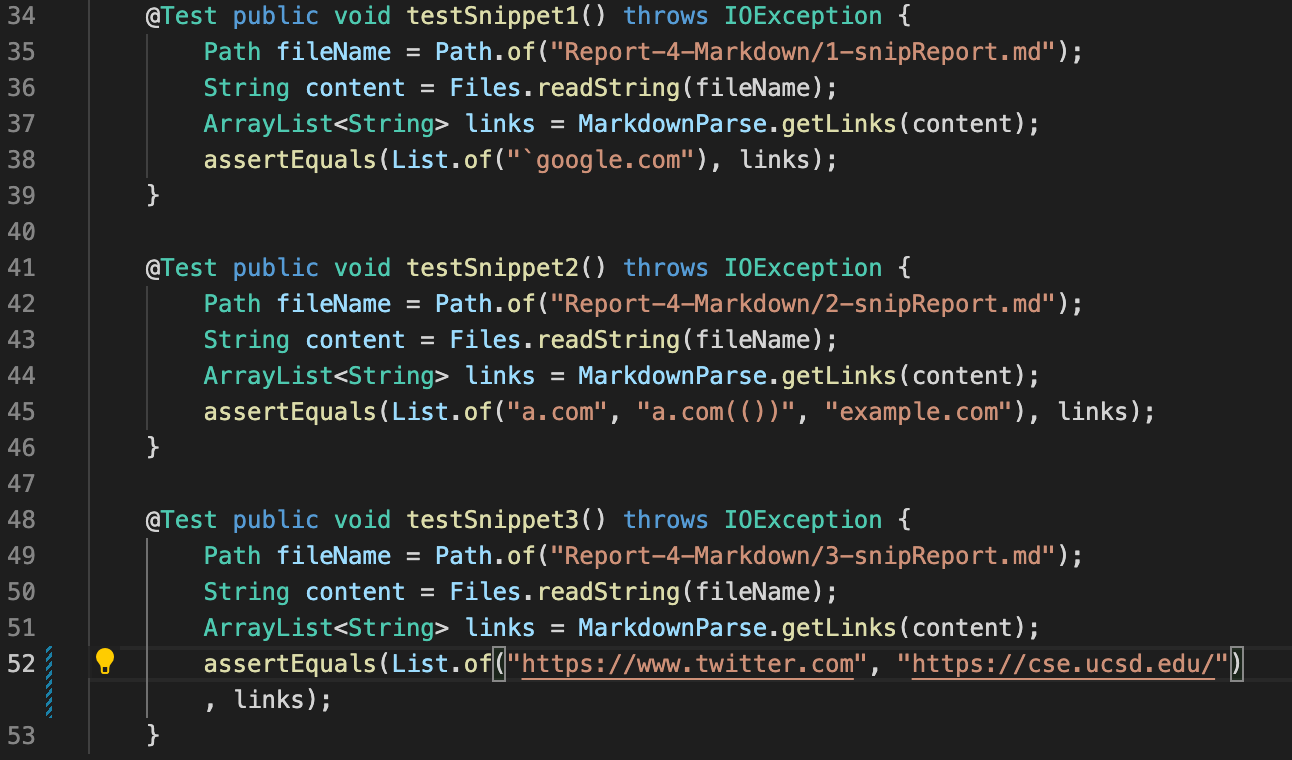 34 @Test public void testSnippet1() throws IOException {
35 Path fileName = Path.of("Report-4-Markdown/1-snipReport.md");
36 String content = Files.readString(fileName);
37 ArrayList<String> links = MarkdownParse.getLinks(content);
38 assertEquals(List.of("`google.com"), links);
39 }
40
41 @Test public void testSnippet2() throws IOException {
42 Path fileName = Path.of("Report-4-Markdown/2-snipReport.md");
43 String content = Files.readString(fileName);
44 ArrayList<String> links = MarkdownParse.getLinks(content);
45 assertEquals(List.of("a.com", "a.com(())", "example.com"), links);
46 }
47
48 @Test public void testSnippet3() throws IOException {
49 Path fileName = Path.of("Report-4-Markdown/3-snipReport.md");
50 String content = Files.readString(fileName);
51 ArrayList<String> links = MarkdownParse.getLinks(content);
52 assertEquals(List.of("https://www.twitter.com", "https://cse.ucsd.edu/")
, links);
53 }